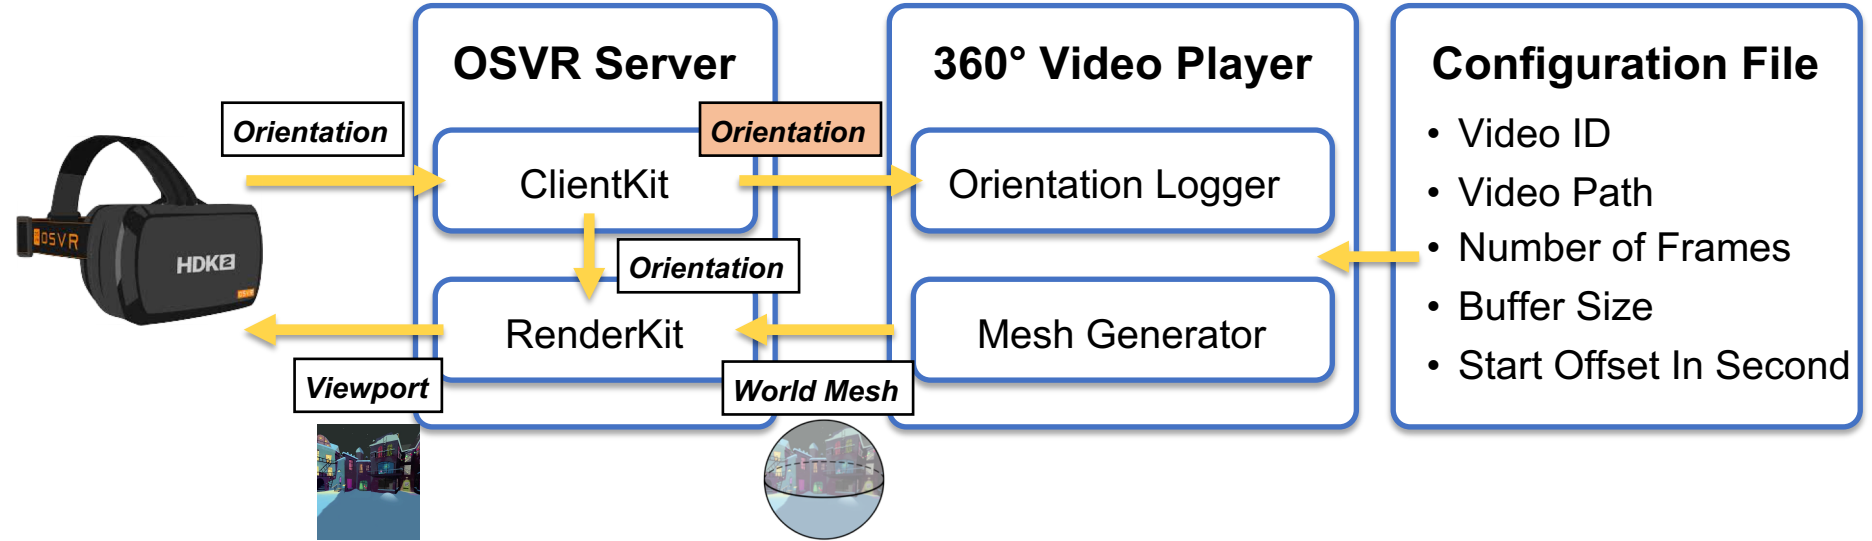 OSVR Server
360° Video Player
Configuration File
Orientation
Orientation
• Video ID
ClientKit
Orientation Logger
• Video Path
OSVR
HDK2
Orientation
• Number of Frames
OSVR
• Buffer Size
RenderKit
Mesh Generator
• Start Offset In Second
Viewport
World Mesh